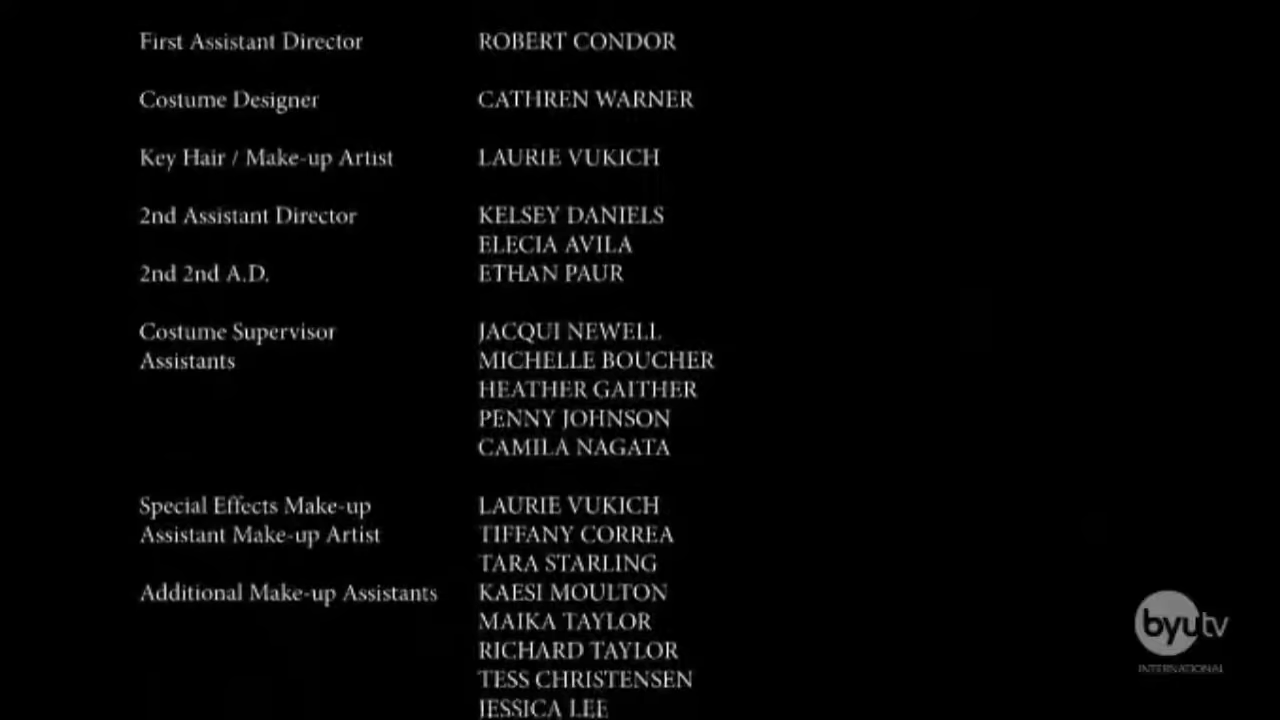 First Assistant Director ROBERT CONDOR
Costume Designer CATHREN WARNER
Key Hair / Make-up Artist LAURIE VUKICH
2nd Assistant Director KELSEY DANIELS
ELECIA AVILA
2nd 2nd A.D. ETHAN PAUR
Costume Supervisor JACQUI NEWELL
Assistants MICHELLE BOUCHER
HEATHER GAITHER
PENNY JOHNSON
CAMILA NAGATA
Special Effects Make-up LAURIE VUKICH
Assistant Make-up Artist TIFFANY CORREA
TARA STARLING
Additional Make-up Assistants KAESI MOULTON
MAIKA TAYLOR
RICHARD TAYLOR
TESS CHRISTENSEN
JESSICA LEE
byutv
INTERNATIONAL